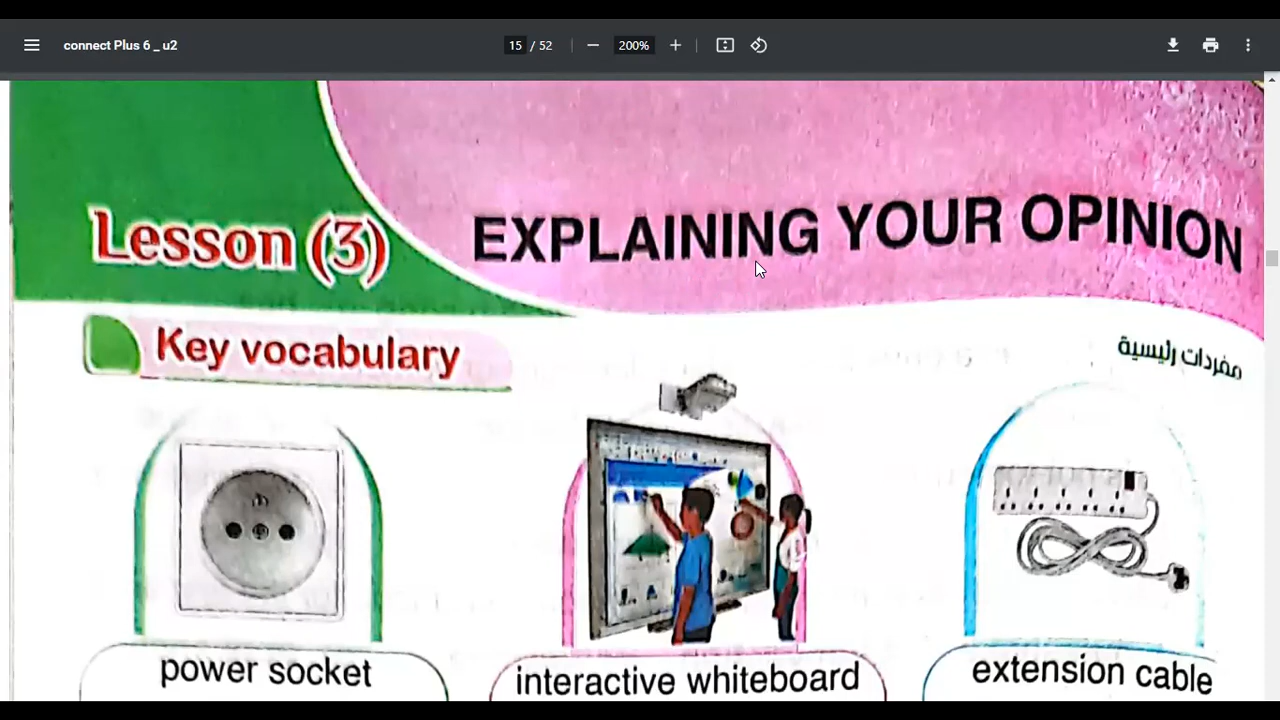 connect Plus 6 _ u2
15 / 52
200%
Lesson (3)
EXPLAINING YOUR OPINION
Key vocabulary
مفردات رئيسية
power socket
interactive whiteboard
extension cable